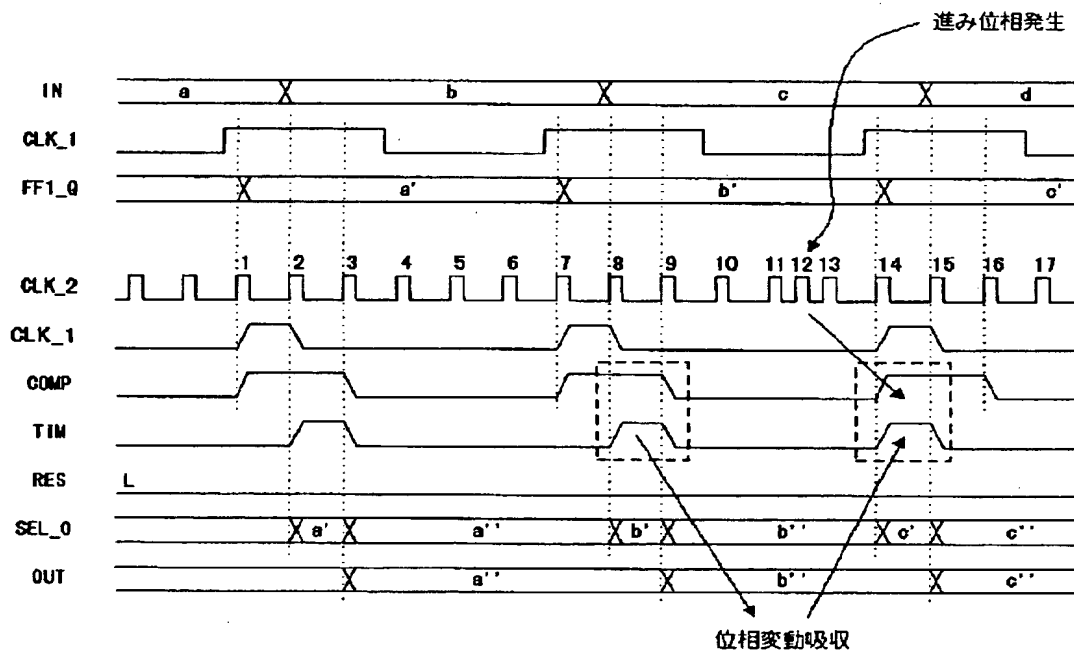 進み位相発生
IN a b c d
CLK_1
FF1_Q a' b' c'
CLK_2 1 2 3 4 5 6 7 8 9 10 11 12 13 14 15 16 17
CLK_1
COMP
TIM
RES L
SEL_O a' a'' b' b'' c' c''
OUT a'' b'' c''
位相変動吸収